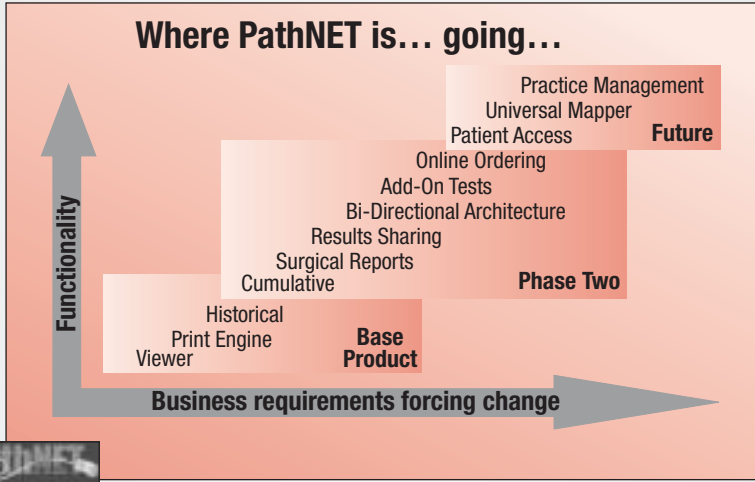 Where PathNET is... going...
Practice Management
Universal Mapper
Patient Access
Future
Online Ordering
Add-On Tests
Bi-Directional Architecture
Results Sharing
Surgical Reports
Cumulative
Phase Two
Historical
Print Engine
Viewer
Base
Product
Functionality
Business requirements forcing change